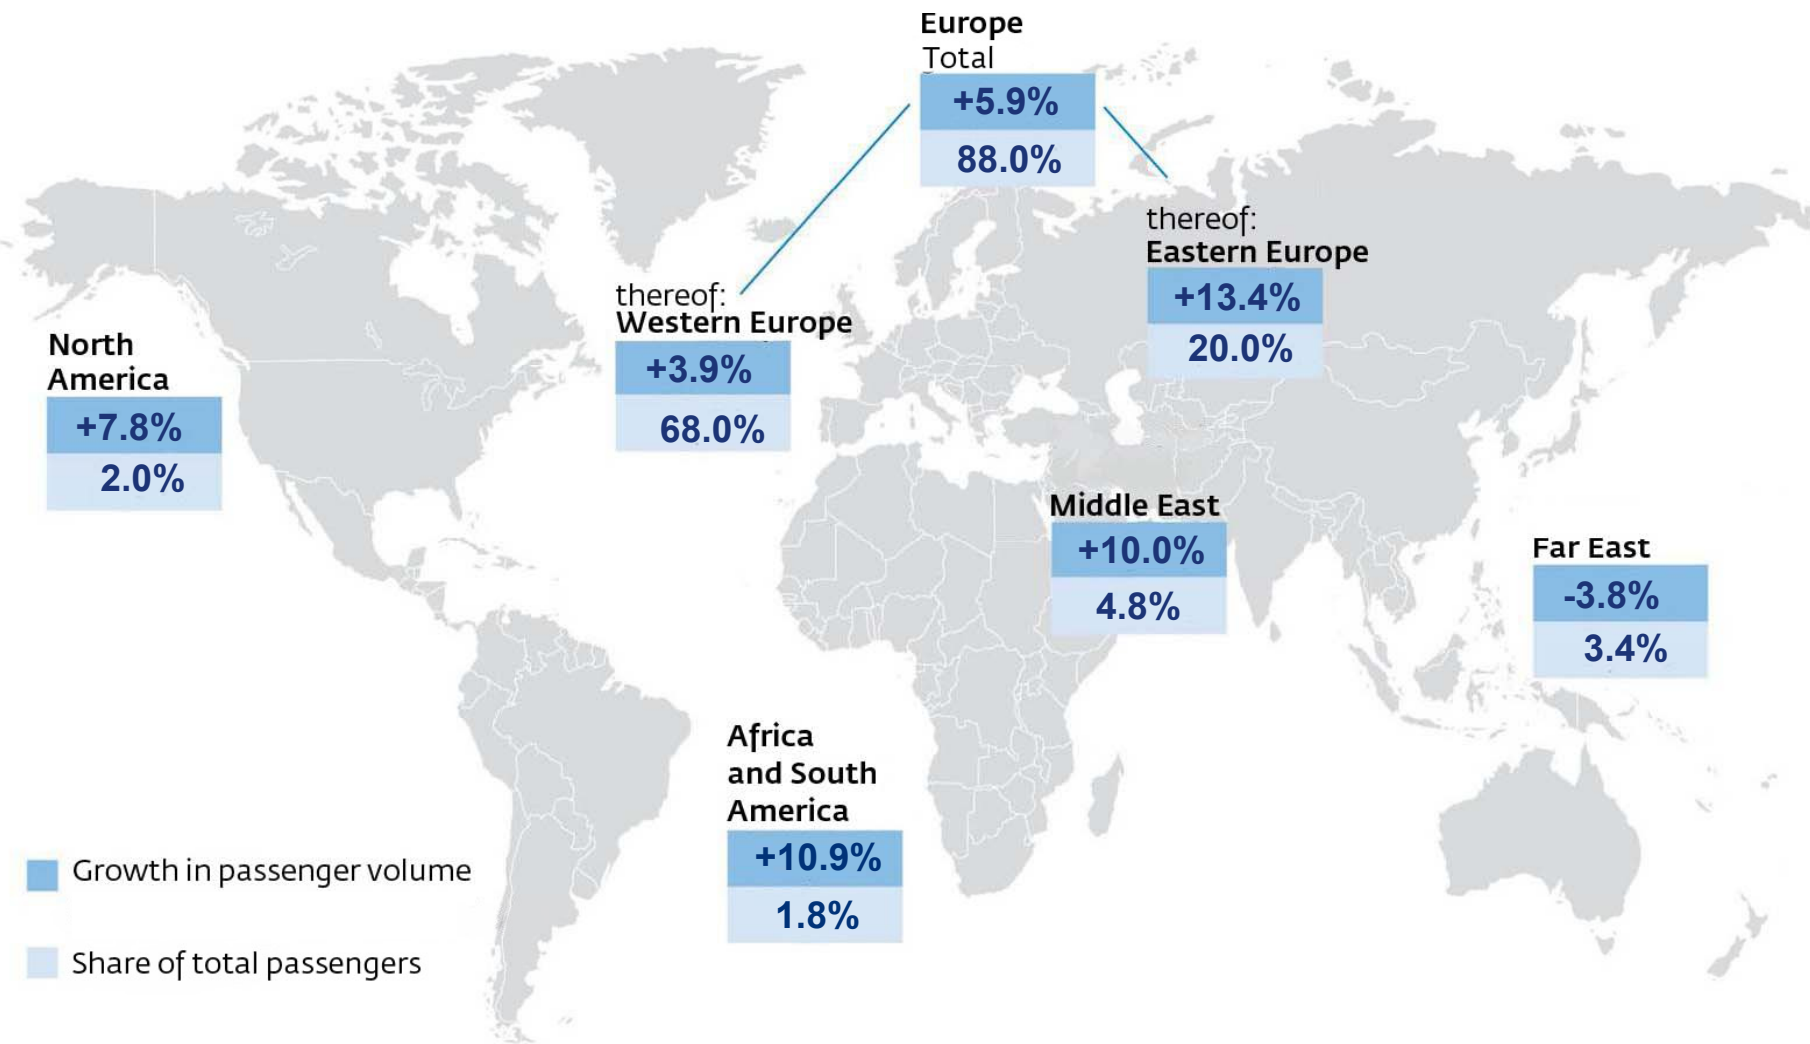 Europe
Total
+5.9%
88.0%
thereof:
Eastern Europe
+13.4%
20.0%
thereof:
Western Europe
+3.9%
68.0%
North
America
+7.8%
2.0%
Middle East
+10.0%
4.8%
Far East
-3.8%
3.4%
Africa
and South
America
+10.9%
1.8%
Growth in passenger volume
Share of total passengers